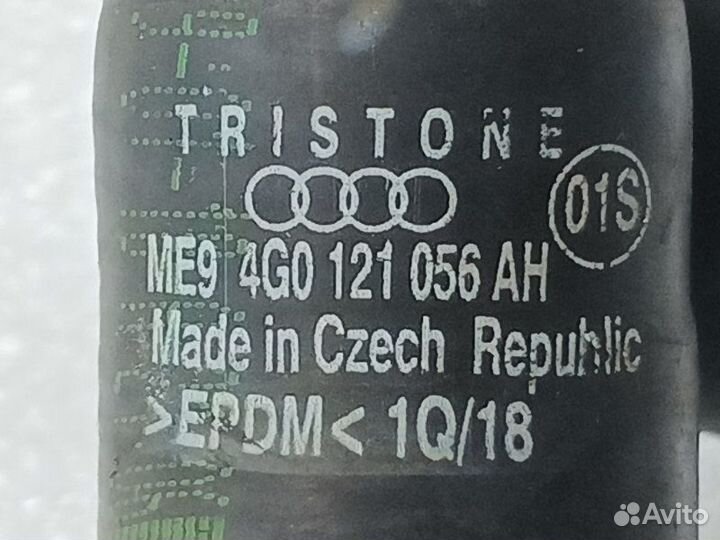 TRISTONE
01S
ME9 4G0 121 056 AH
Made in Czech Republic
>EPDM< 1Q/18
Avito